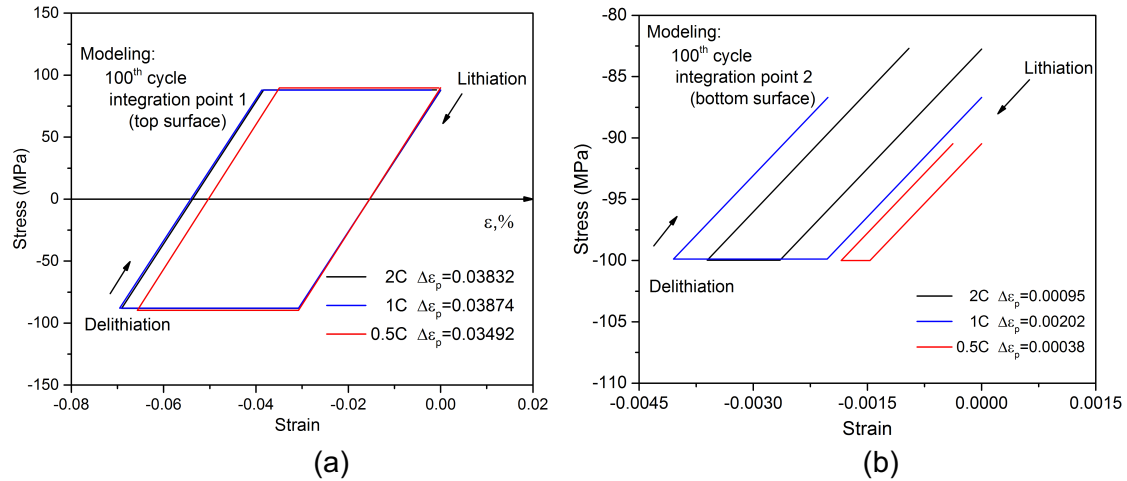 150
100
50
0
-50
-100
-150
Stress (MPa)
Modeling:
100th cycle
integration point 1
(top surface)
Lithiation
ε,%
2C Δεp=0.03832
1C Δεp=0.03874
0.5C Δεp=0.03492
Delithiation
-0.08 -0.06 -0.04 -0.02 0.00 0.02
Strain
(a)
-80
-85
-90
-95
-100
-105
-110
Stress (MPa)
Modeling:
100th cycle
integration point 2
(bottom surface)
Lithiation
Delithiation
2C Δεp=0.00095
1C Δεp=0.00202
0.5C Δεp=0.00038
-0.0045 -0.0030 -0.0015 0.0000 0.0015
Strain
(b)